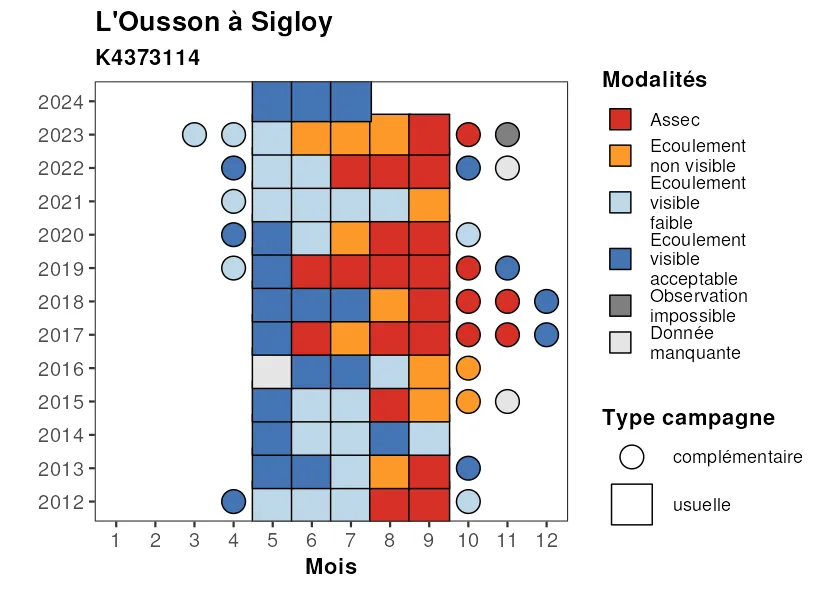 L'Ousson à Sigloy
K4373114
2024
2023
2022
2021
2020
2019
2018
2017
2016
2015
2014
2013
2012
1 2 3 4 5 6 7 8 9 10 11 12
Mois
Modalités
Assec
Ecoulement
non visible
Ecoulement
visible
faible
Ecoulement
visible
acceptable
Observation
impossible
Donnée
manquante
Type campagne
complémentaire
usuelle